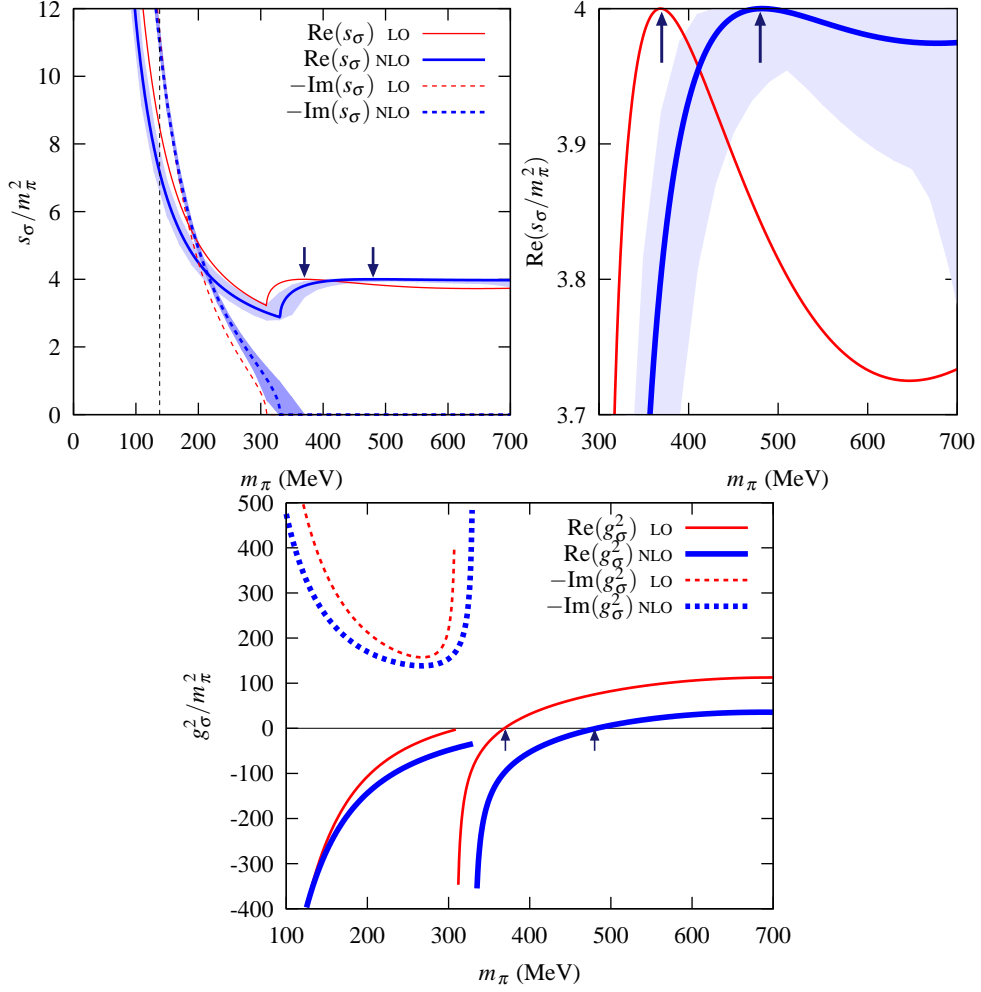 12
10
8
6
4
2
0
s_σ/m_π^2
Re(s_σ) LO
Re(s_σ) NLO
−Im(s_σ) LO
−Im(s_σ) NLO
0 100 200 300 400 500 600 700
m_π (MeV)
4
3.9
3.8
3.7
Re(s_σ/m_π^2)
300 400 500 600 700
m_π (MeV)
500
400
300
200
100
0
-100
-200
-300
-400
g_σ^2/m_π^2
Re(g_σ^2) LO
Re(g_σ^2) NLO
−Im(g_σ^2) LO
−Im(g_σ^2) NLO
100 200 300 400 500 600 700
m_π (MeV)